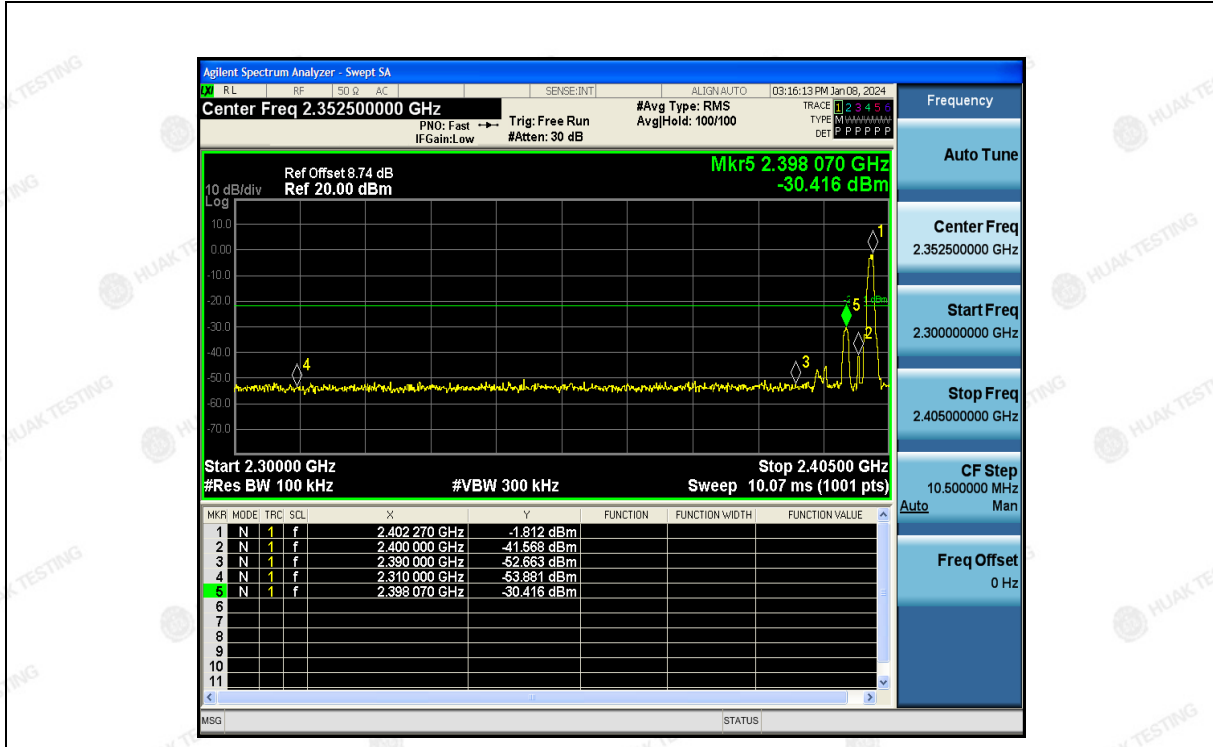 Agilent Spectrum Analyzer - Swept SA
LXI RL RF 50 Ω AC SENSE:INT ALIGNAUTO 03:16:13 PM Jan 08, 2024
Center Freq 2.352500000 GHz
PNO: Fast
IFGain:Low
Trig: Free Run
#Atten: 30 dB
#Avg Type: RMS
Avg|Hold: 100/100
TRACE 1 2 3 4 5 6
TYPE M
DET P P P P P P
Frequency
Auto Tune
Center Freq
2.352500000 GHz
Start Freq
2.300000000 GHz
Stop Freq
2.405000000 GHz
CF Step
10.500000 MHz
Auto Man
Freq Offset
0 Hz
Mkr5 2.398 070 GHz
-30.416 dBm
Ref Offset 8.74 dB
10 dB/div Ref 20.00 dBm
Log
10.0
0.00
-10.0
-20.0
-30.0
-40.0
-50.0
-60.0
-70.0
1
5
2
3
4
Start 2.30000 GHz Stop 2.40500 GHz
#Res BW 100 kHz #VBW 300 kHz Sweep 10.07 ms (1001 pts)
MKR MODE TRC SCL X Y FUNCTION FUNCTION WIDTH FUNCTION VALUE
1 N 1 f 2.402 270 GHz -1.812 dBm
2 N 1 f 2.400 000 GHz -41.568 dBm
3 N 1 f 2.390 000 GHz -52.663 dBm
4 N 1 f 2.310 000 GHz -53.881 dBm
5 N 1 f 2.398 070 GHz -30.416 dBm
6
7
8
9
10
11
MSG STATUS
HUAK TESTING